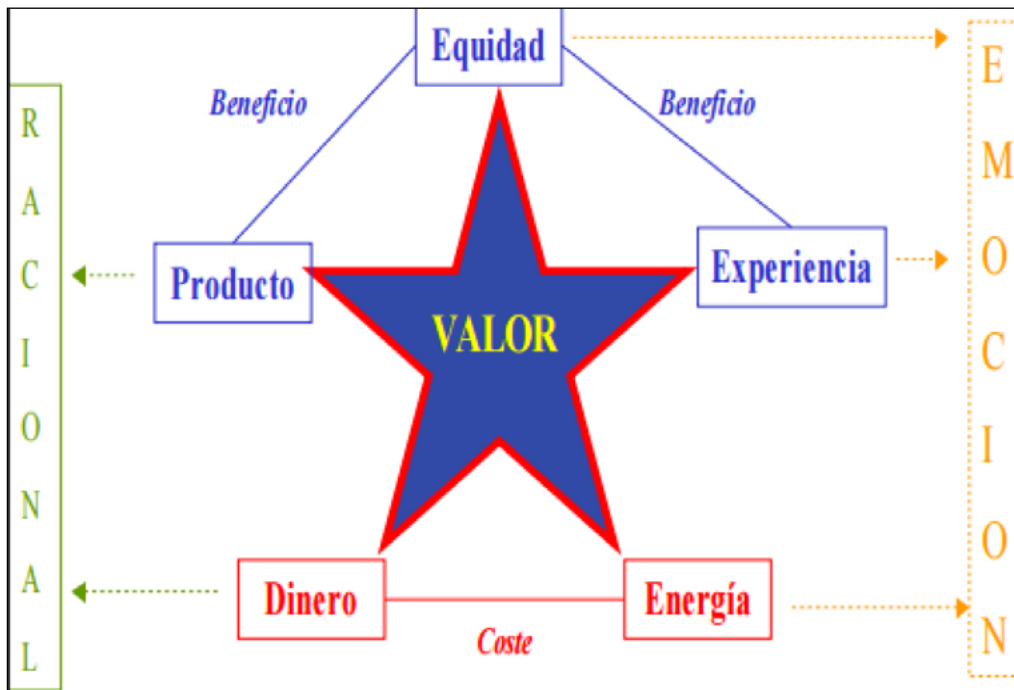 Equidad
Beneficio
Beneficio
Producto
Experiencia
VALOR
Dinero
Energía
Coste
R
A
C
I
O
N
A
L
E
M
O
C
I
O
N